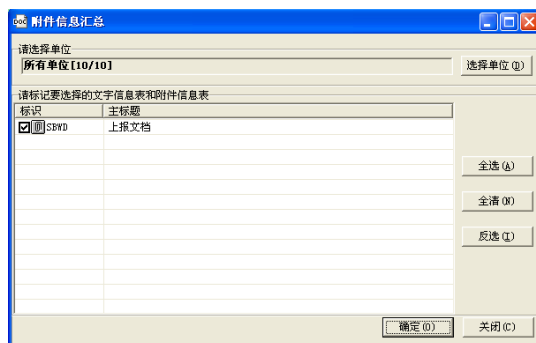 附件信息汇总
请选择单位
所有单位[10/10]
选择单位(D)
请标记要选择的文字信息表和附件信息表
标识 主标题
SBWD 上报文档
全选(A)
全清(N)
反选(I)
确定(O) 关闭(C)